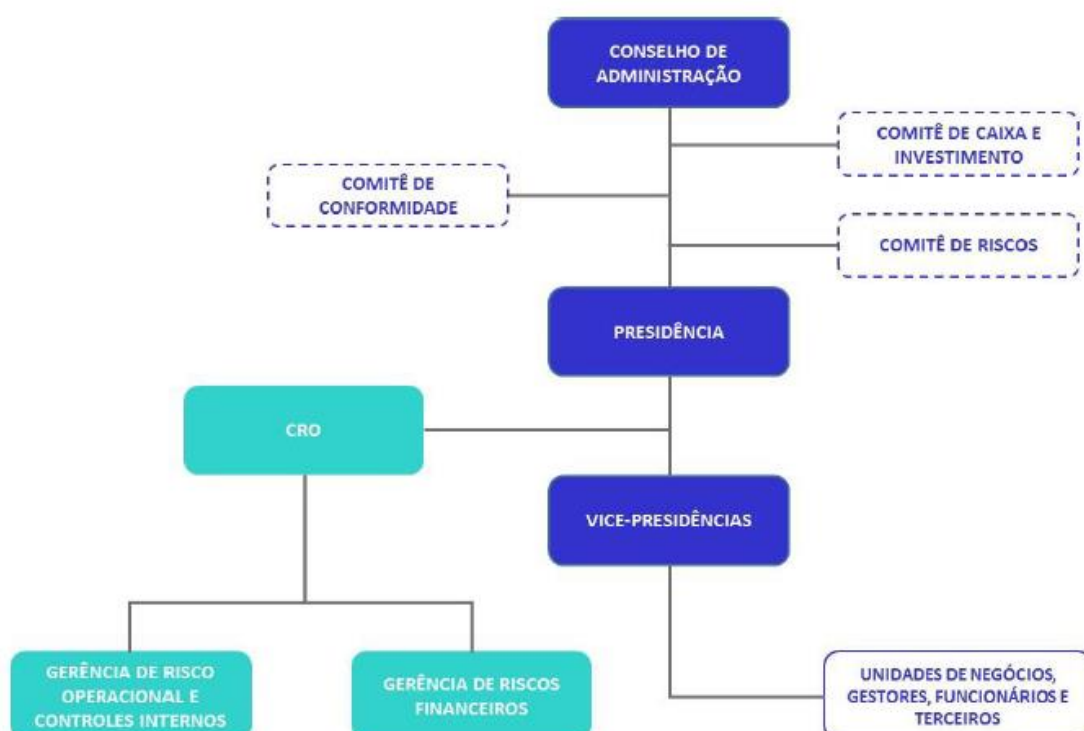 CONSELHO DE
ADMINISTRAÇÃO
COMITÊ DE CAIXA E
INVESTIMENTO
COMITÊ DE
CONFORMIDADE
COMITÊ DE RISCOS
PRESIDÊNCIA
CRO
VICE-PRESIDÊNCIAS
GERÊNCIA DE RISCO
OPERACIONAL E
CONTROLES INTERNOS
GERÊNCIA DE RISCOS
FINANCEIROS
UNIDADES DE NEGÓCIOS,
GESTORES, FUNCIONÁRIOS E
TERCEIROS